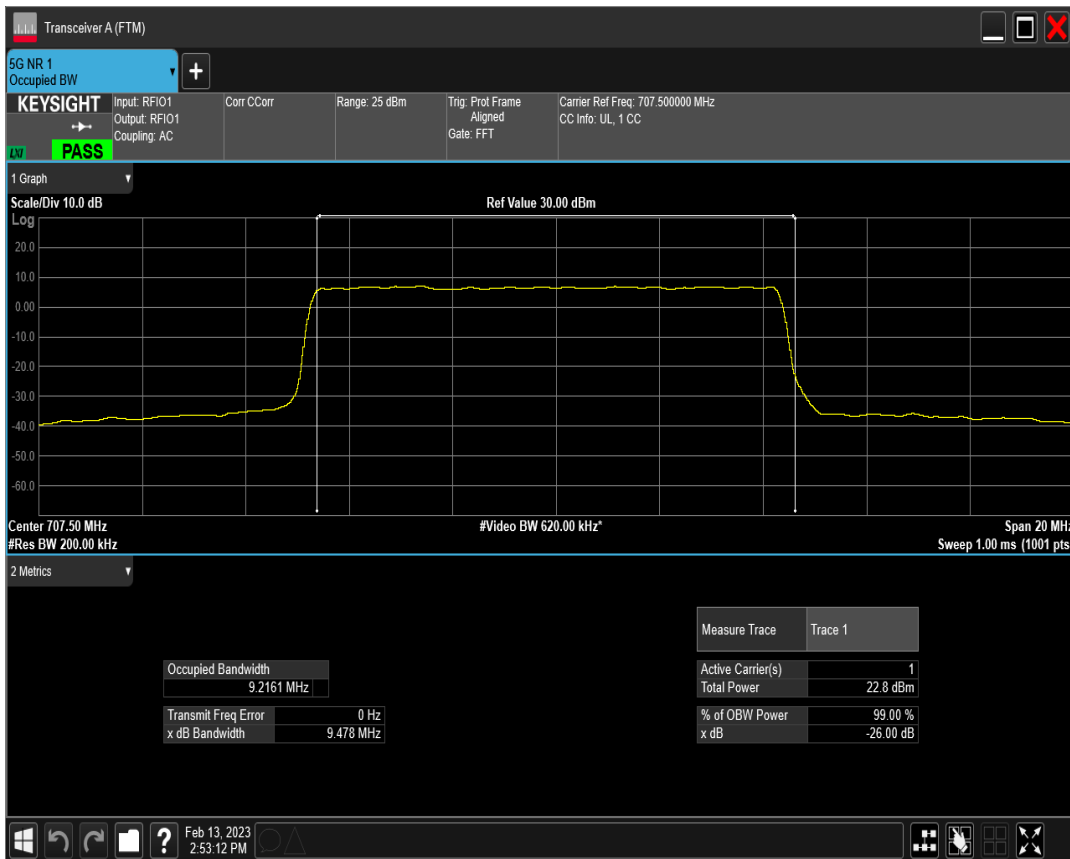 Transceiver A (FTM)
5G NR 1
Occupied BW
+
KEYSIGHT
LXI
PASS
Input: RFIO1
Output: RFIO1
Coupling: AC
Corr CCorr
Range: 25 dBm
Trig: Prot Frame
Aligned
Gate: FFT
Carrier Ref Freq: 707.500000 MHz
CC Info: UL, 1 CC
1 Graph
Scale/Div 10.0 dB
Ref Value 30.00 dBm
Log
20.0
10.0
0.00
-10.0
-20.0
-30.0
-40.0
-50.0
-60.0
Center 707.50 MHz
#Video BW 620.00 kHz*
Span 20 MHz
#Res BW 200.00 kHz
Sweep 1.00 ms (1001 pts
2 Metrics
Measure Trace Trace 1
Occupied Bandwidth
9.2161 MHz
Active Carrier(s) 1
Total Power 22.8 dBm
Transmit Freq Error 0 Hz
x dB Bandwidth 9.478 MHz
% of OBW Power 99.00 %
x dB -26.00 dB
?
Feb 13, 2023
2:53:12 PM